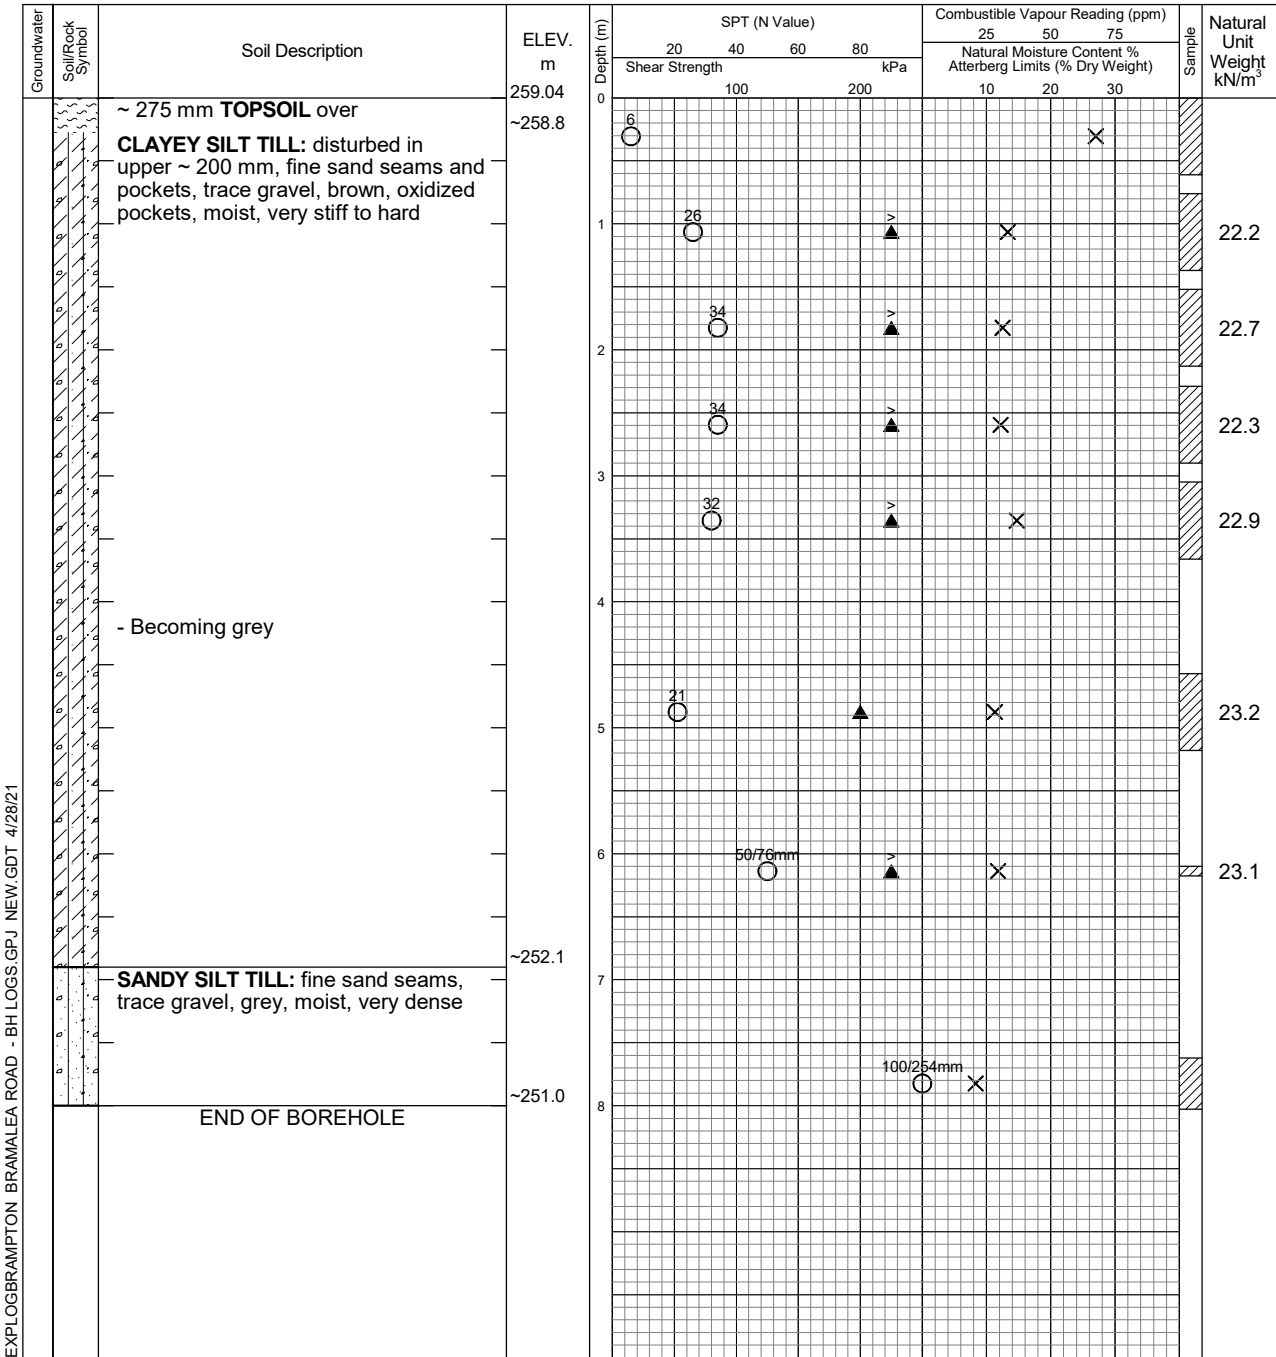 Groundwater
Soil/Rock
Symbol
Soil Description
ELEV.
m
Depth (m)
SPT (N Value)
20 40 60 80
Shear Strength kPa
100 200
Combustible Vapour Reading (ppm)
25 50 75
Natural Moisture Content %
Atterberg Limits (% Dry Weight)
10 20 30
Sample
Natural
Unit
Weight
kN/m³
259.04
0
~ 275 mm TOPSOIL over
~258.8
CLAYEY SILT TILL: disturbed in
upper ~ 200 mm, fine sand seams and
pockets, trace gravel, brown, oxidized
pockets, moist, very stiff to hard
6
26
>
1
22.2
34
>
22.7
2
34
>
22.3
3
32
>
22.9
4
- Becoming grey
21
23.2
5
6
50/76mm
>
23.1
~252.1
SANDY SILT TILL: fine sand seams,
trace gravel, grey, moist, very dense
7
100/254mm
~251.0
8
END OF BOREHOLE
EXPLOGBRAMPTON BRAMALEA ROAD - BH LOGS.GPJ NEW.GDT 4/28/21